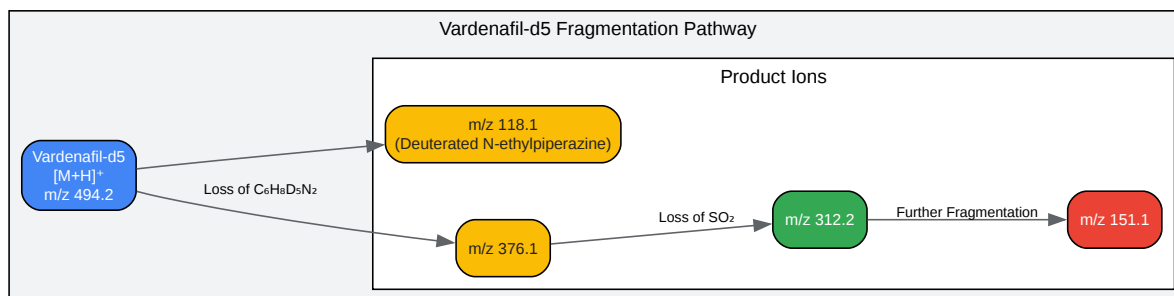 Vardenafil-d5 Fragmentation Pathway
Product Ions
m/z 118.1
(Deuterated N-ethylpiperazine)
Vardenafil-d5
[M+H]⁺
m/z 494.2
Loss of C₆H₈D₅N₂
m/z 376.1
Loss of SO₂
m/z 312.2
Further Fragmentation
m/z 151.1